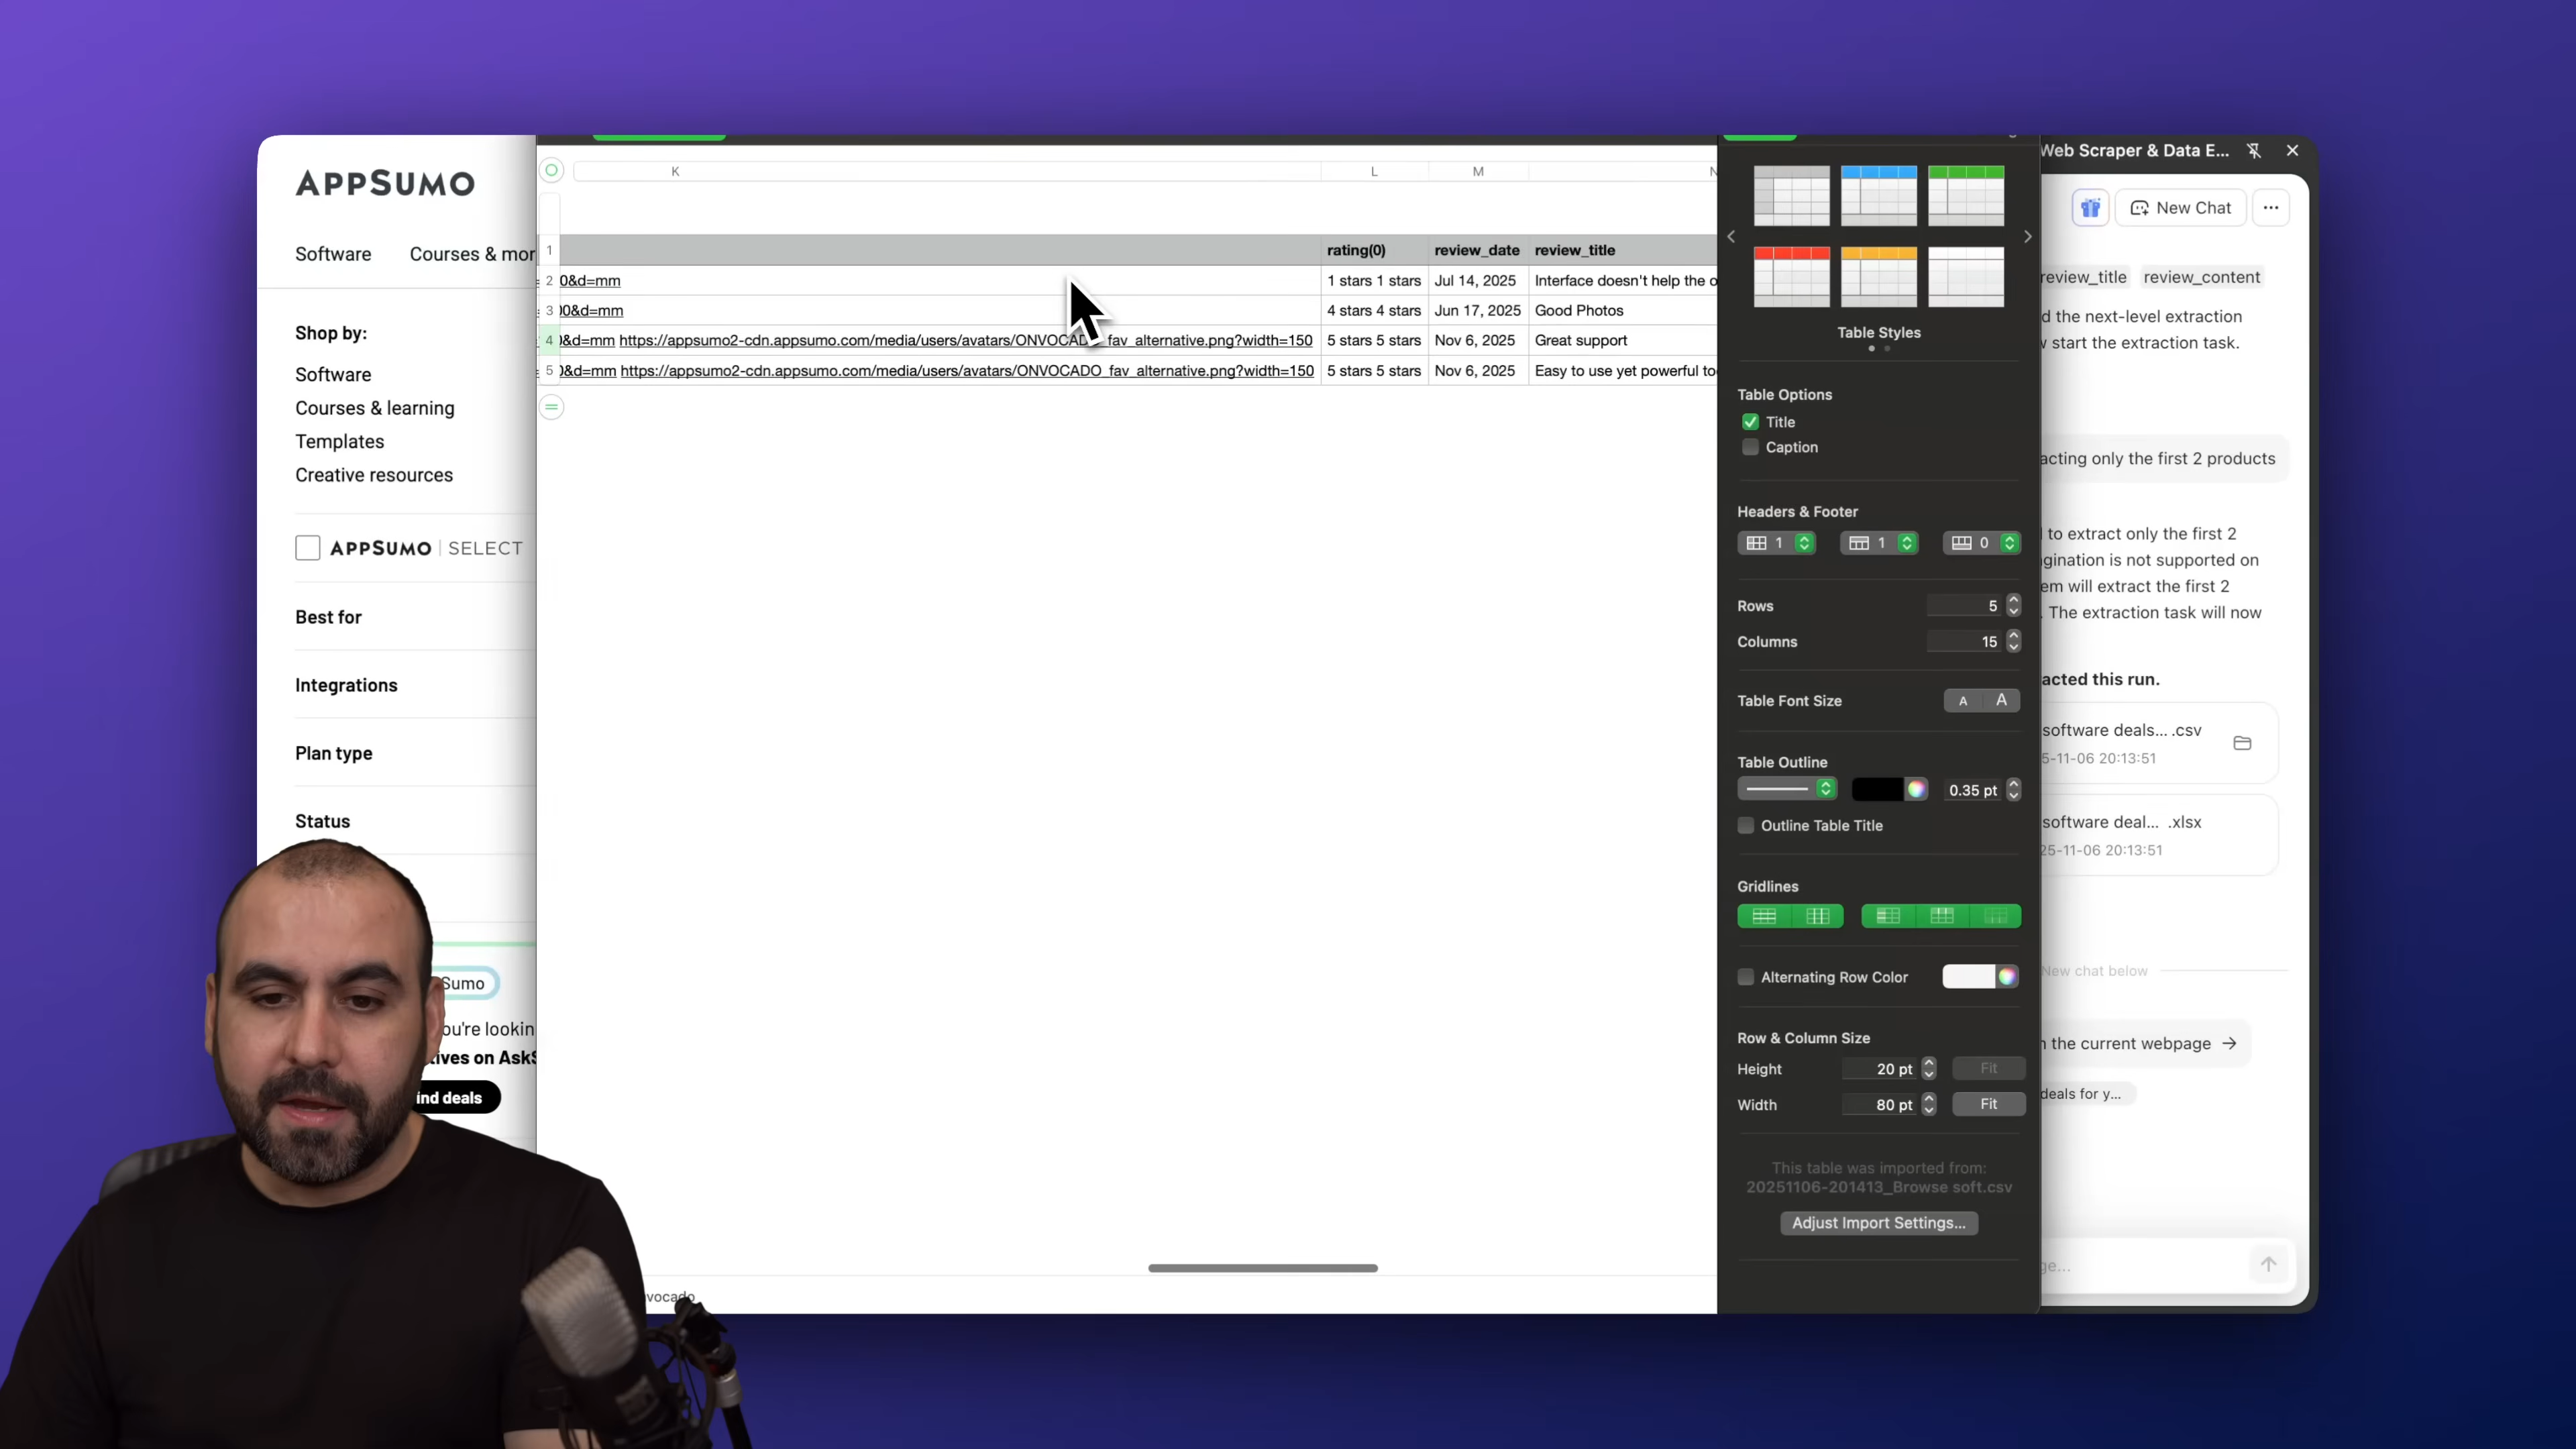 APPSUMO
Software Courses & mor
Shop by:
Software
Courses & learning
Templates
Creative resources
APPSUMO | SELECT
Best for
Integrations
Plan type
Status
Sumo
ou're lookin
tives on AskS
ind deals
K L M N
1 rating(0) review_date review_title
2 0&d=mm 1 stars 1 stars Jul 14, 2025 Interface doesn't help the o
3 00&d=mm 4 stars 4 stars Jun 17, 2025 Good Photos
4 &d=mm https://appsumo2-cdn.appsumo.com/media/users/avatars/ONVOCADO_fav_alternative.png?width=150 5 stars 5 stars Nov 6, 2025 Great support
5 0&d=mm https://appsumo2-cdn.appsumo.com/media/users/avatars/ONVOCADO_fav_alternative.png?width=150 5 stars 5 stars Nov 6, 2025 Easy to use yet powerful too
vocado
Table Styles
Table Options
Title
Caption
Headers & Footer
1 1 0
Rows 5
Columns 15
Table Font Size A A
Table Outline
0.35 pt
Outline Table Title
Gridlines
Alternating Row Color
Row & Column Size
Height 20 pt Fit
Width 80 pt Fit
This table was imported from:
20251106-201413_Browse soft.csv
Adjust Import Settings...
Web Scraper & Data E...
New Chat
review_title review_content
d the next-level extraction
w start the extraction task.
acting only the first 2 products
l to extract only the first 2
gination is not supported on
em will extract the first 2
. The extraction task will now
acted this run.
software deals... .csv
5-11-06 20:13:51
software deal... .xlsx
25-11-06 20:13:51
New chat below
n the current webpage
deals for y...
ge...